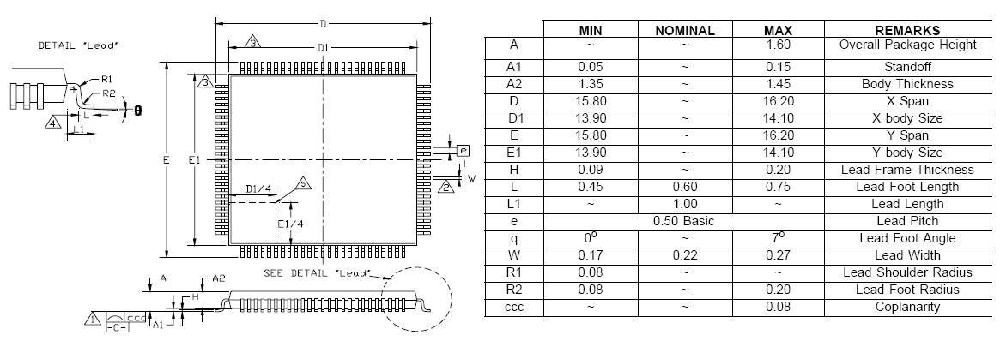 D
DETAIL "Lead"
3
D1
R1
3
R2
θ
4
L
L1
e
E
E1
W
D1/4
5
2
E1/4
SEE DETAIL "Lead"
A
A2
H
1
ccc
-C-
A1
MIN NOMINAL MAX REMARKS
A ~ ~ 1.60 Overall Package Height
A1 0.05 ~ 0.15 Standoff
A2 1.35 ~ 1.45 Body Thickness
D 15.80 ~ 16.20 X Span
D1 13.90 ~ 14.10 X body Size
E 15.80 ~ 16.20 Y Span
E1 13.90 ~ 14.10 Y body Size
H 0.09 ~ 0.20 Lead Frame Thickness
L 0.45 0.60 0.75 Lead Foot Length
L1 ~ 1.00 ~ Lead Length
e 0.50 Basic Lead Pitch
q 0° ~ 7° Lead Foot Angle
W 0.17 0.22 0.27 Lead Width
R1 0.08 ~ ~ Lead Shoulder Radius
R2 0.08 0.20 Lead Foot Radius
ccc ~ ~ 0.08 Coplanarity